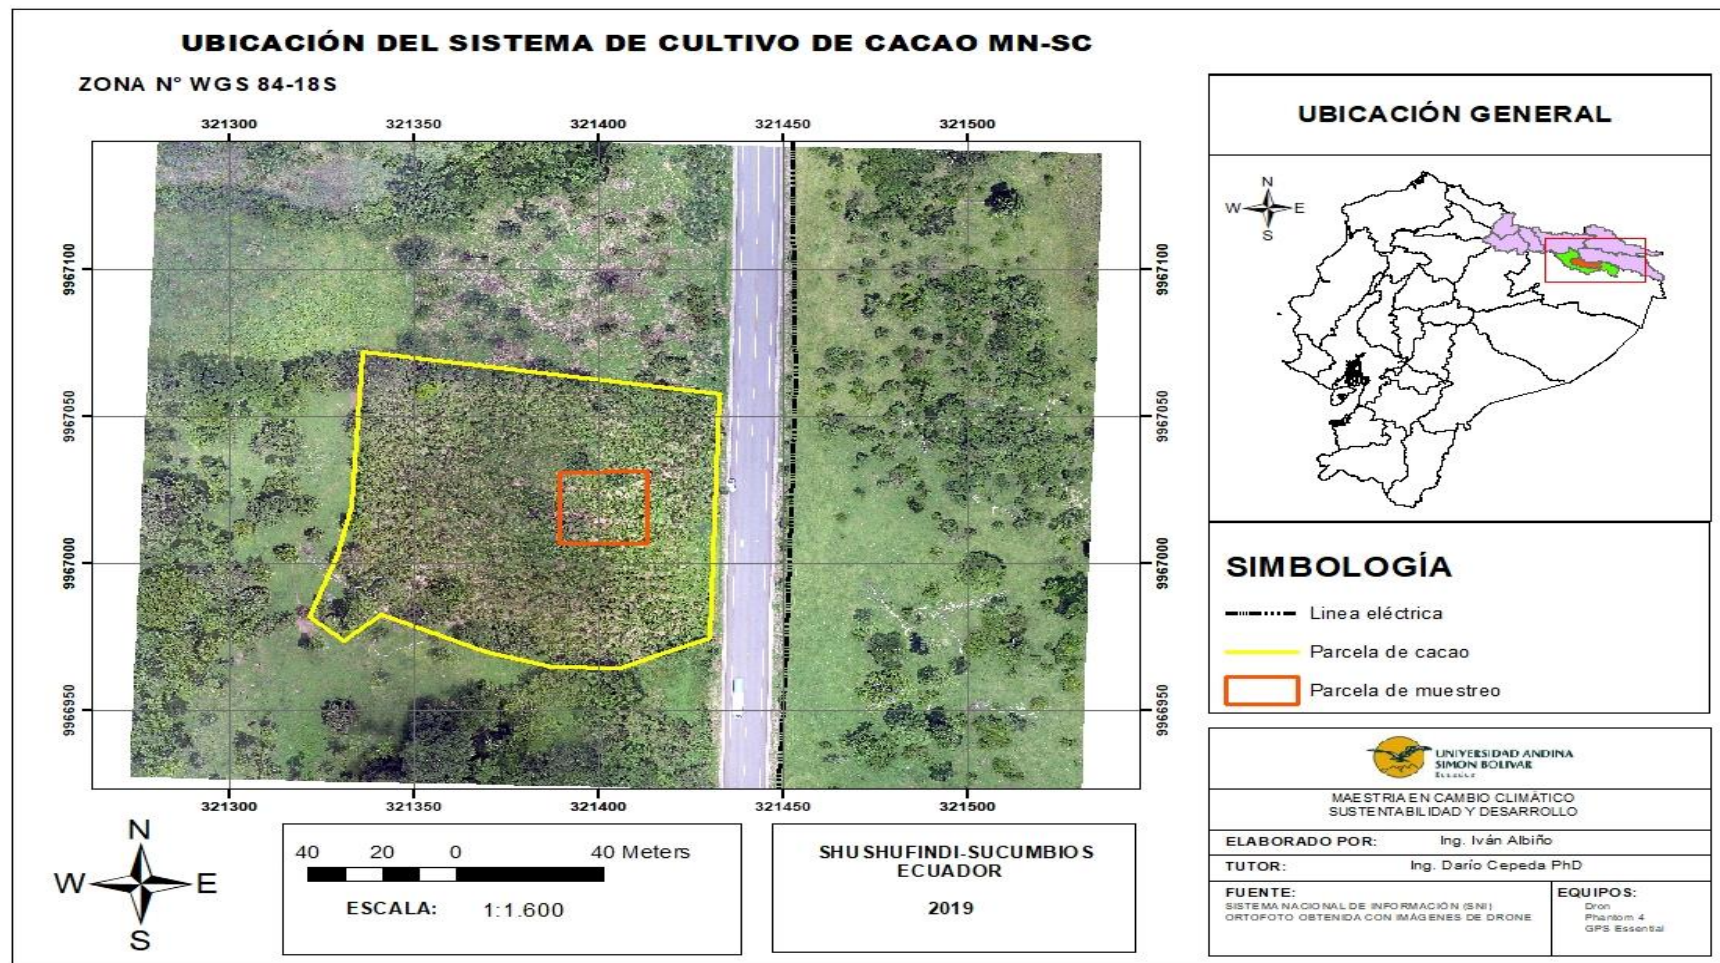 UBICACIÓN DEL SISTEMA DE CULTIVO DE CACAO MN-SC
ZONA N° WGS 84-18S
321300 321350 321400 321450 321500
9967100 9967100
9967050 9967050
9967000 9967000
9966950 9966950
321300 321350 321400 321450 321500
N
W E
S
40 20 0 40 Meters
ESCALA: 1:1.600
SHUSHUFINDI-SUCUMBIOS
ECUADOR
2019
UBICACIÓN GENERAL
N
W E
S
SIMBOLOGÍA
Linea eléctrica
Parcela de cacao
Parcela de muestreo
UNIVERSIDAD ANDINA
SIMON BOLIVAR
Ecuador
MAESTRIA EN CAMBIO CLIMÁTICO
SUSTENTABILIDAD Y DESARROLLO
ELABORADO POR: Ing. Iván Albiño
TUTOR: Ing. Darío Cepeda PhD
FUENTE:
SISTEMA NACIONAL DE INFORMACIÓN (SNI)
ORTOFOTO OBTENIDA CON IMÁGENES DE DRONE
EQUIPOS:
Dron
Phantom 4
GPS Essential